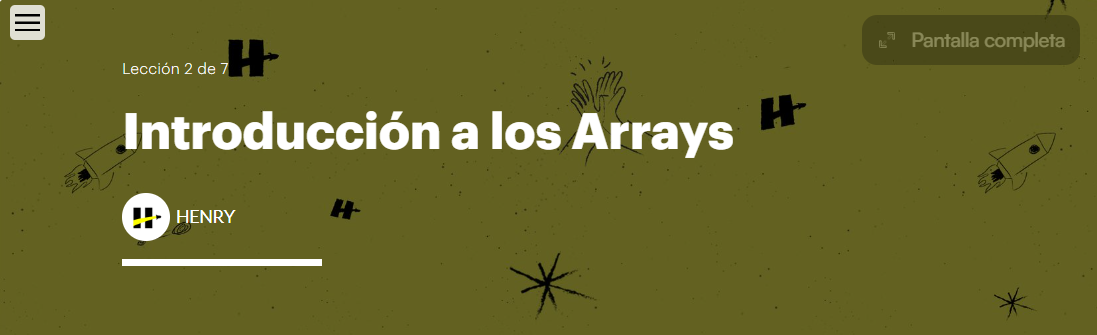 Pantalla completa
Lección 2 de 7
Introducción a los Arrays
HENRY